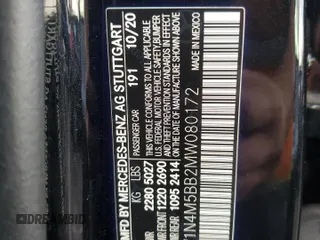 MFD BY MERCEDES-BENZ AG STUTTGART 10/20
PASSENGER CAR 191 MADE IN MEXICO
KG LBS THIS VEHICLE CONFORMS TO ALL APPLICABLE
2280 5027 U.S. FEDERAL MOTOR VEHICLE SAFETY,BUMPER
1220 2690 AND THEFT PREVENTION STANDARDS IN EFFECT
1095 2414 ON THE DATE OF MANUFACTURE SHOWN ABOVE
1N4M5BB2MW080172